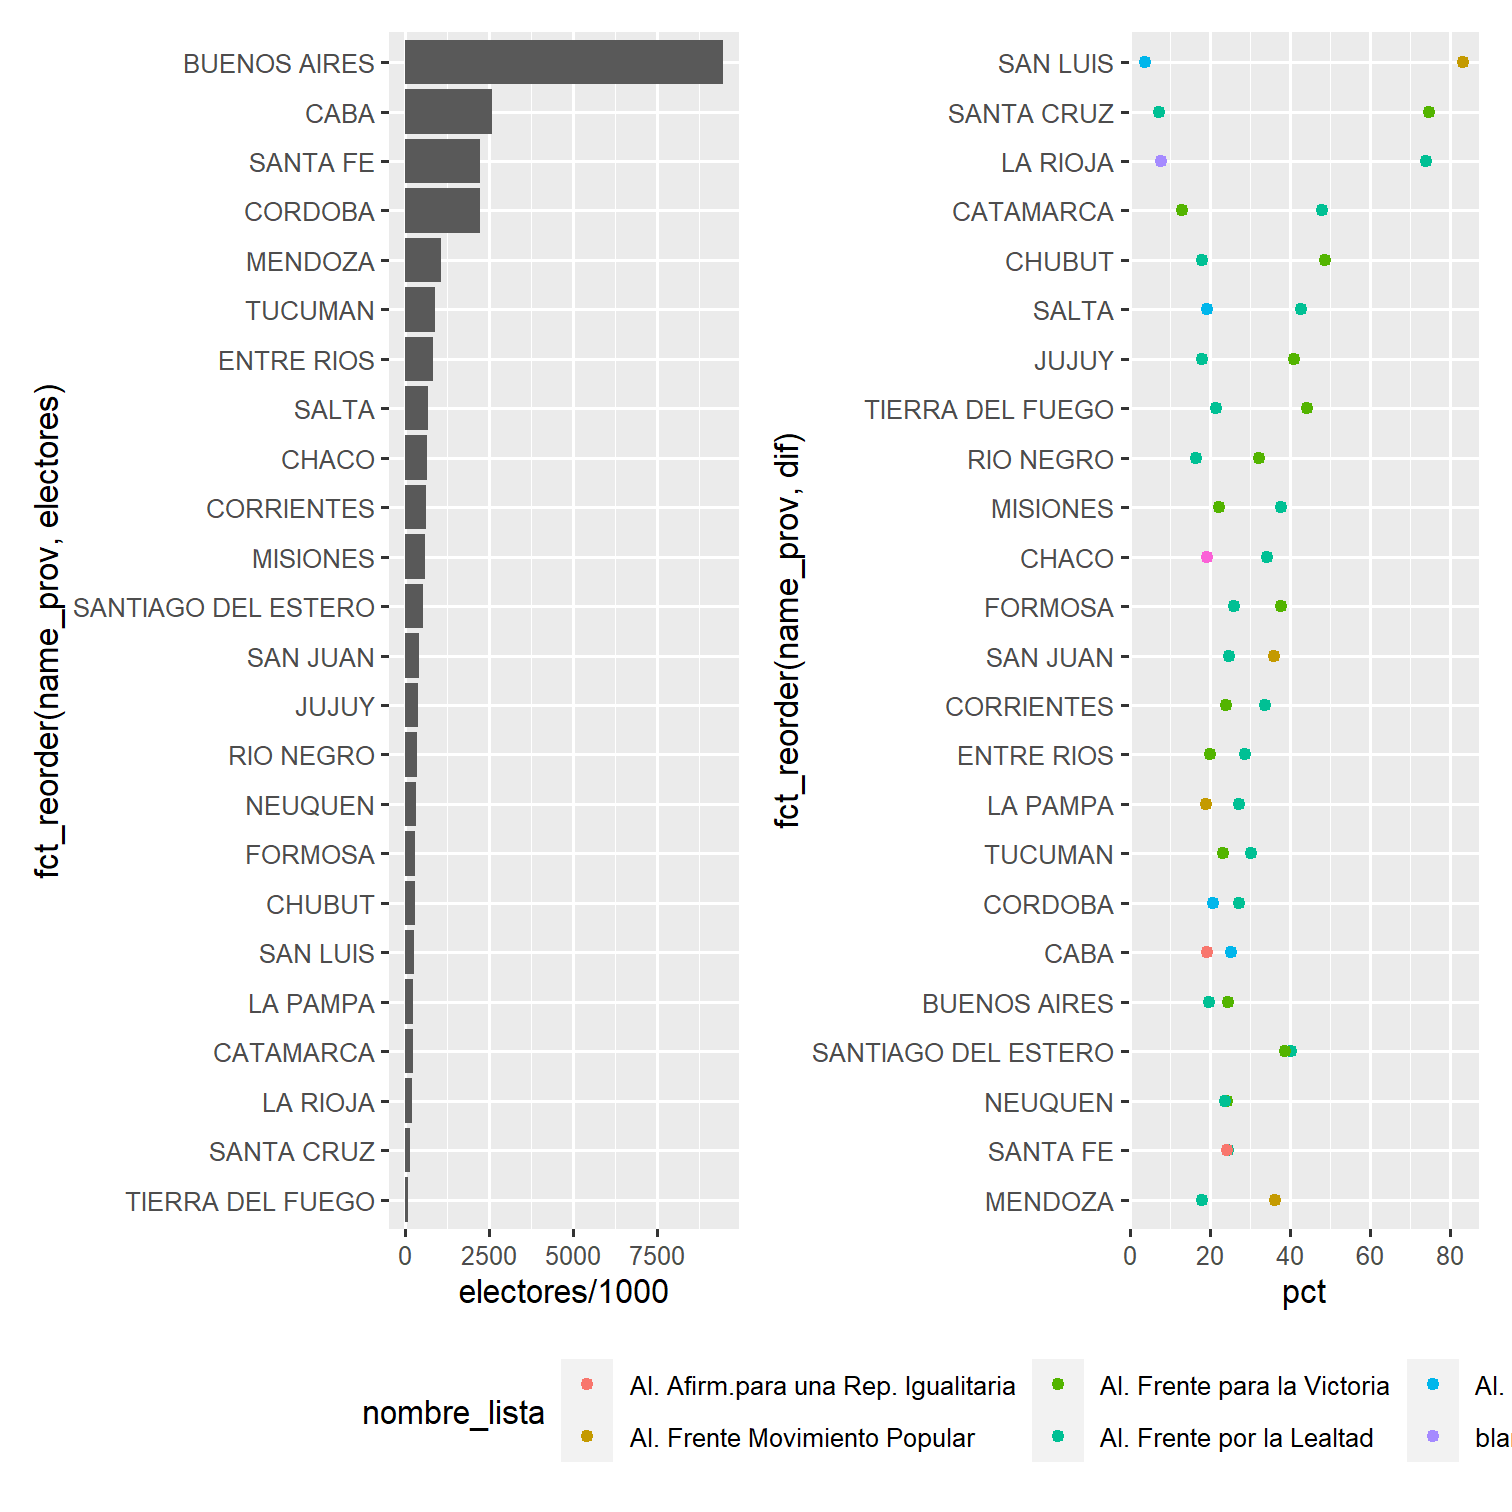 fct_reorder(name_prov, electores)
BUENOS AIRES
CABA
SANTA FE
CORDOBA
MENDOZA
TUCUMAN
ENTRE RIOS
SALTA
CHACO
CORRIENTES
MISIONES
SANTIAGO DEL ESTERO
SAN JUAN
JUJUY
RIO NEGRO
NEUQUEN
FORMOSA
CHUBUT
SAN LUIS
LA PAMPA
CATAMARCA
LA RIOJA
SANTA CRUZ
TIERRA DEL FUEGO
0 2500 5000 7500
electores/1000
fct_reorder(name_prov, dif)
SAN LUIS
SANTA CRUZ
LA RIOJA
CATAMARCA
CHUBUT
SALTA
JUJUY
TIERRA DEL FUEGO
RIO NEGRO
MISIONES
CHACO
FORMOSA
SAN JUAN
CORRIENTES
ENTRE RIOS
LA PAMPA
TUCUMAN
CORDOBA
CABA
BUENOS AIRES
SANTIAGO DEL ESTERO
NEUQUEN
SANTA FE
MENDOZA
0 20 40 60 80
pct
nombre_lista
Al. Afirm.para una Rep. Igualitaria
Al. Frente Movimiento Popular
Al. Frente para la Victoria
Al. Frente por la Lealtad
Al.